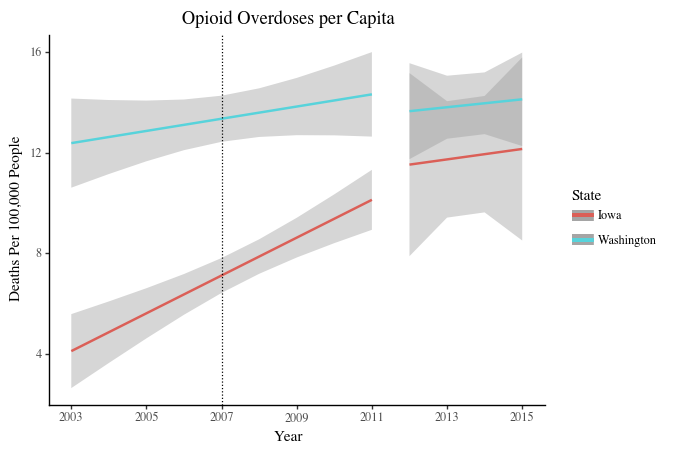 Opioid Overdoses per Capita
Deaths Per 100,000 People
16
12
8
4
2003 2005 2007 2009 2011 2013 2015
Year
State
Iowa
Washington